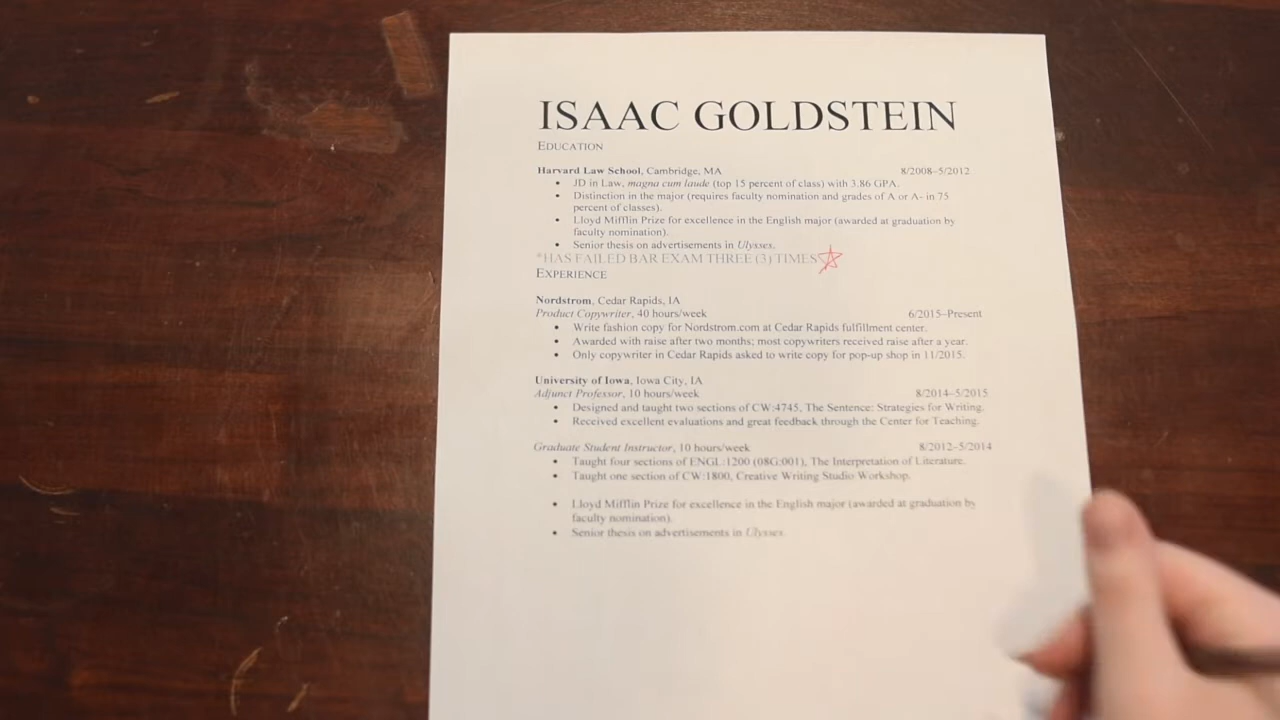 ISAAC GOLDSTEIN
EDUCATION
Harvard Law School, Cambridge, MA 8/2008–5/2012
• JD in Law, magna cum laude (top 15 percent of class) with 3.86 GPA.
• Distinction in the major (requires faculty nomination and grades of A or A- in 75
percent of classes).
• Lloyd Mifflin Prize for excellence in the English major (awarded at graduation by
faculty nomination).
• Senior thesis on advertisements in Ulysses.
*HAS FAILED BAR EXAM THREE (3) TIMES
EXPERIENCE
Nordstrom, Cedar Rapids, IA
Product Copywriter, 40 hours/week 6/2015–Present
• Write fashion copy for Nordstrom.com at Cedar Rapids fulfillment center.
• Awarded with raise after two months; most copywriters received raise after a year.
• Only copywriter in Cedar Rapids asked to write copy for pop-up shop in 11/2015.
University of Iowa, Iowa City, IA
Adjunct Professor, 10 hours/week 8/2014–5/2015
• Designed and taught two sections of CW:4745, The Sentence: Strategies for Writing.
• Received excellent evaluations and great feedback through the Center for Teaching.
Graduate Student Instructor, 10 hours/week 8/2012–5/2014
• Taught four sections of ENGL:1200 (08G:001), The Interpretation of Literature.
• Taught one section of CW:1800, Creative Writing Studio Workshop.
• Lloyd Mifflin Prize for excellence in the English major (awarded at graduation by
faculty nomination).
• Senior thesis on advertisements in Ulysses.